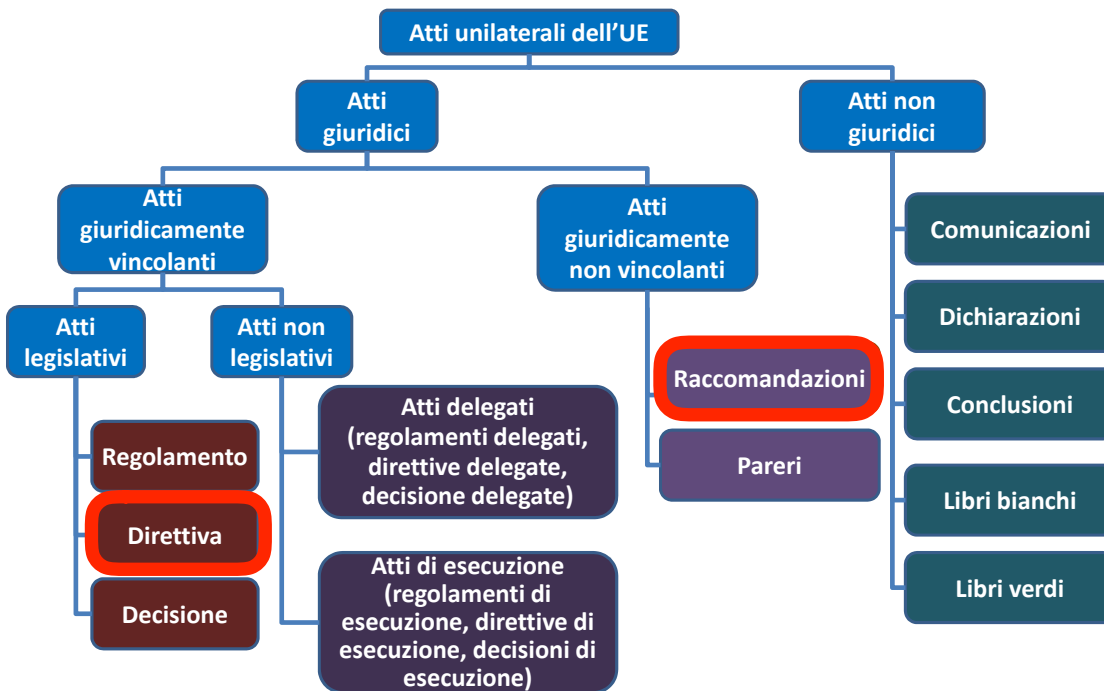 Atti unilaterali dell’UE
Atti
giuridici
Atti non
giuridici
Atti
giuridicamente
vincolanti
Atti
giuridicamente
non vincolanti
Atti
legislativi
Atti non
legislativi
Regolamento
Direttiva
Decisione
Atti delegati
(regolamenti delegati,
direttive delegate,
decisione delegate)
Atti di esecuzione
(regolamenti di
esecuzione, direttive di
esecuzione, decisioni di
esecuzione)
Raccomandazioni
Pareri
Comunicazioni
Dichiarazioni
Conclusioni
Libri bianchi
Libri verdi